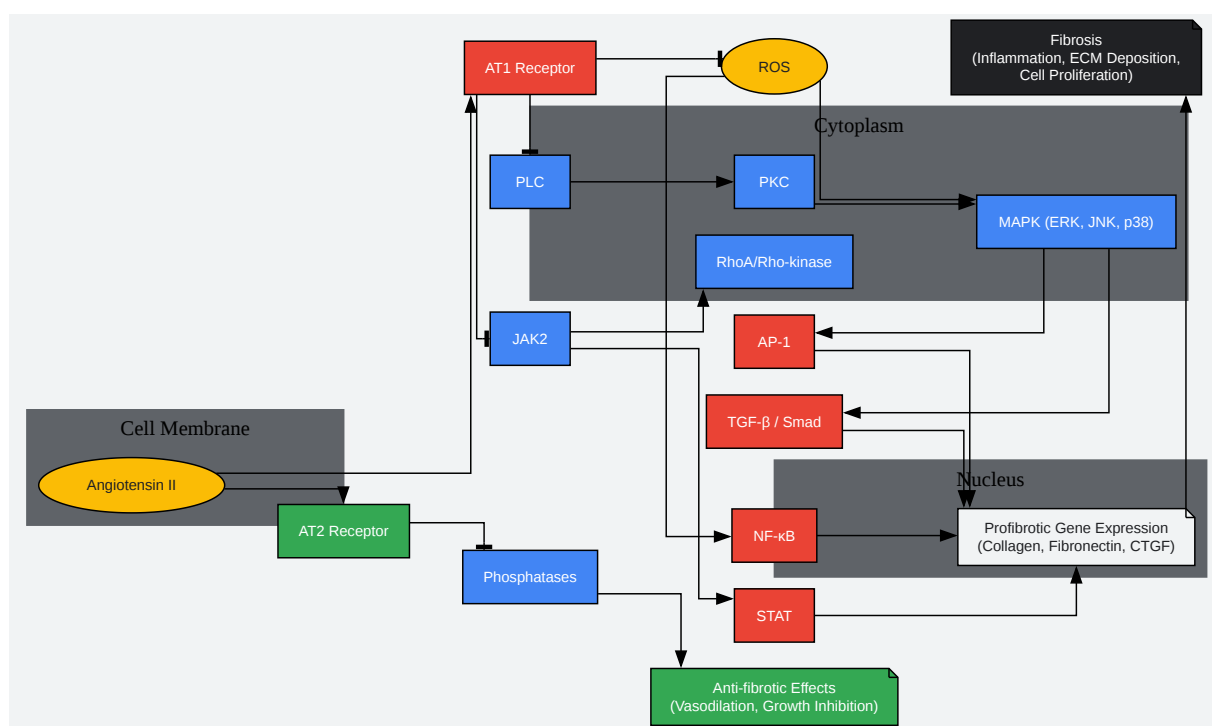 Fibrosis
(Inflammation, ECM Deposition,
Cell Proliferation)
AT1 Receptor
ROS
Cytoplasm
PLC
PKC
MAPK (ERK, JNK, p38)
RhoA/Rho-kinase
JAK2
AP-1
TGF-β / Smad
Cell Membrane
Angiotensin II
AT2 Receptor
Nucleus
Profibrotic Gene Expression
(Collagen, Fibronectin, CTGF)
NF-κB
Phosphatases
STAT
Anti-fibrotic Effects
(Vasodilation, Growth Inhibition)